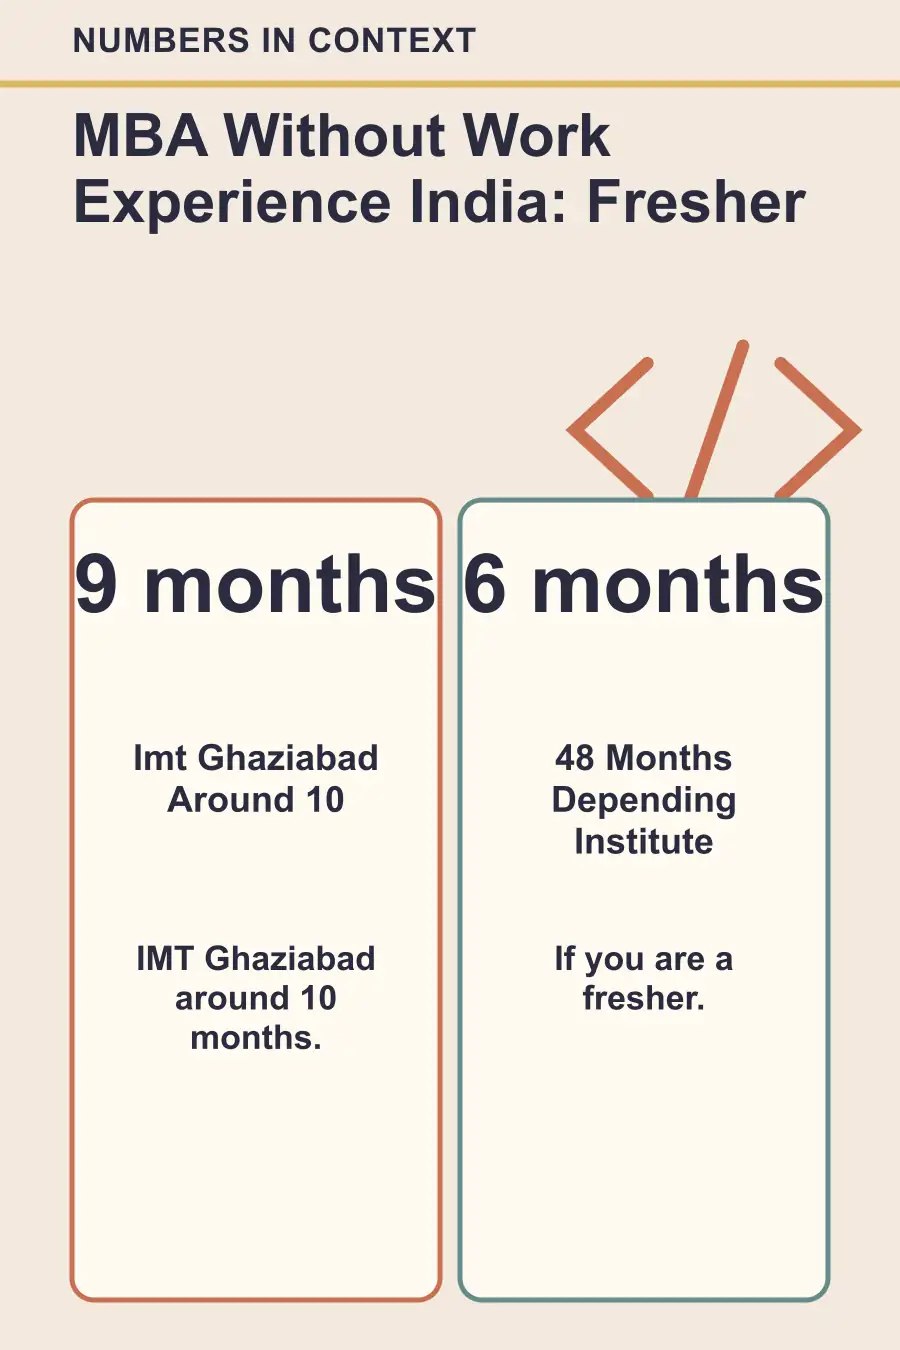 NUMBERS IN CONTEXT
MBA Without Work
Experience India: Fresher
9 months
Imt Ghaziabad
Around 10
IMT Ghaziabad
around 10
months.
6 months
48 Months
Depending
Institute
If you are a
fresher.